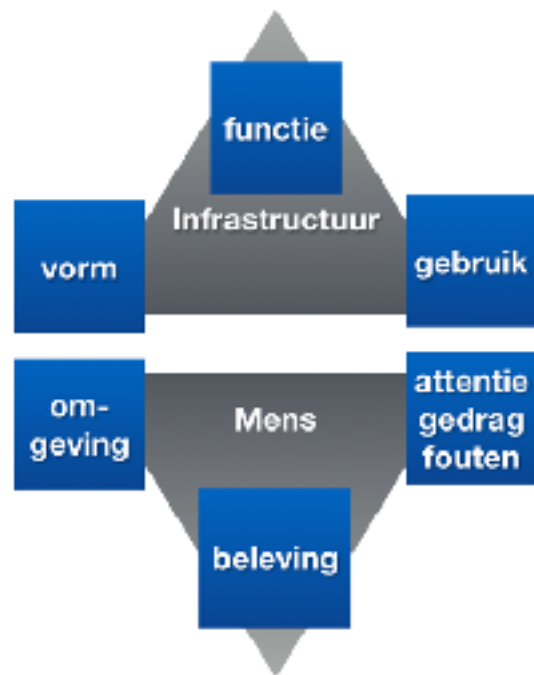 functie
Infrastructuur
vorm
gebruik
om-
geving
Mens
attentie
gedrag
fouten
beleving